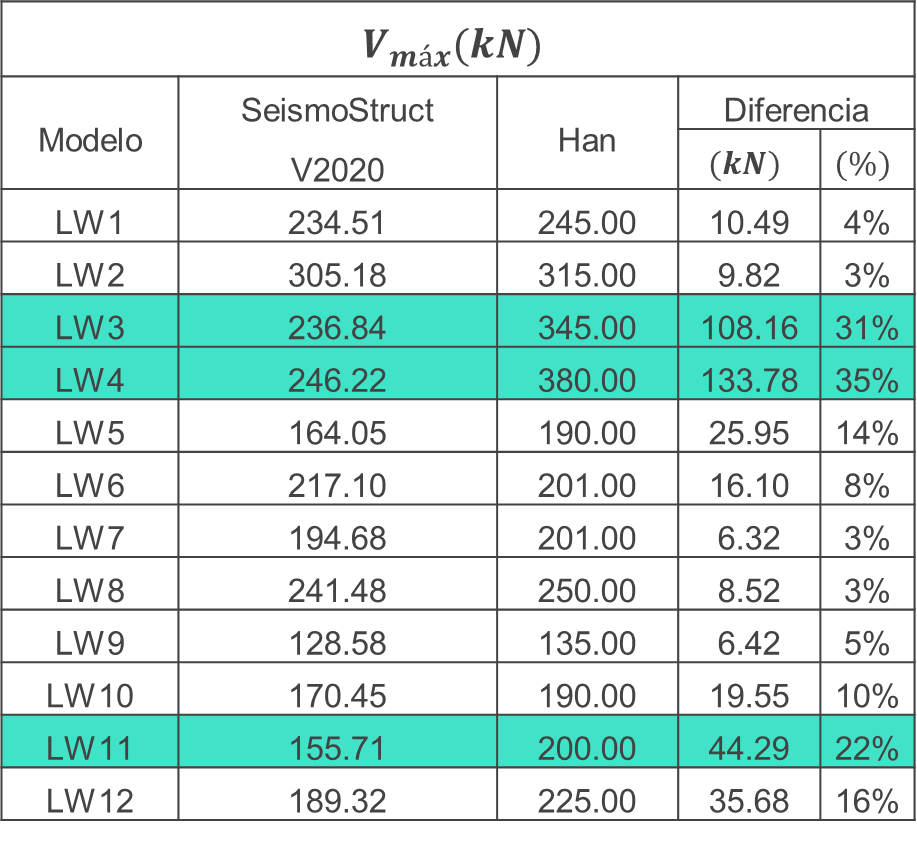 V_máx(kN)
Modelo SeismoStruct V2020 Han Diferencia
(kN) (%)
LW1 234.51 245.00 10.49 4%
LW2 305.18 315.00 9.82 3%
LW3 236.84 345.00 108.16 31%
LW4 246.22 380.00 133.78 35%
LW5 164.05 190.00 25.95 14%
LW6 217.10 201.00 16.10 8%
LW7 194.68 201.00 6.32 3%
LW8 241.48 250.00 8.52 3%
LW9 128.58 135.00 6.42 5%
LW10 170.45 190.00 19.55 10%
LW11 155.71 200.00 44.29 22%
LW12 189.32 225.00 35.68 16%